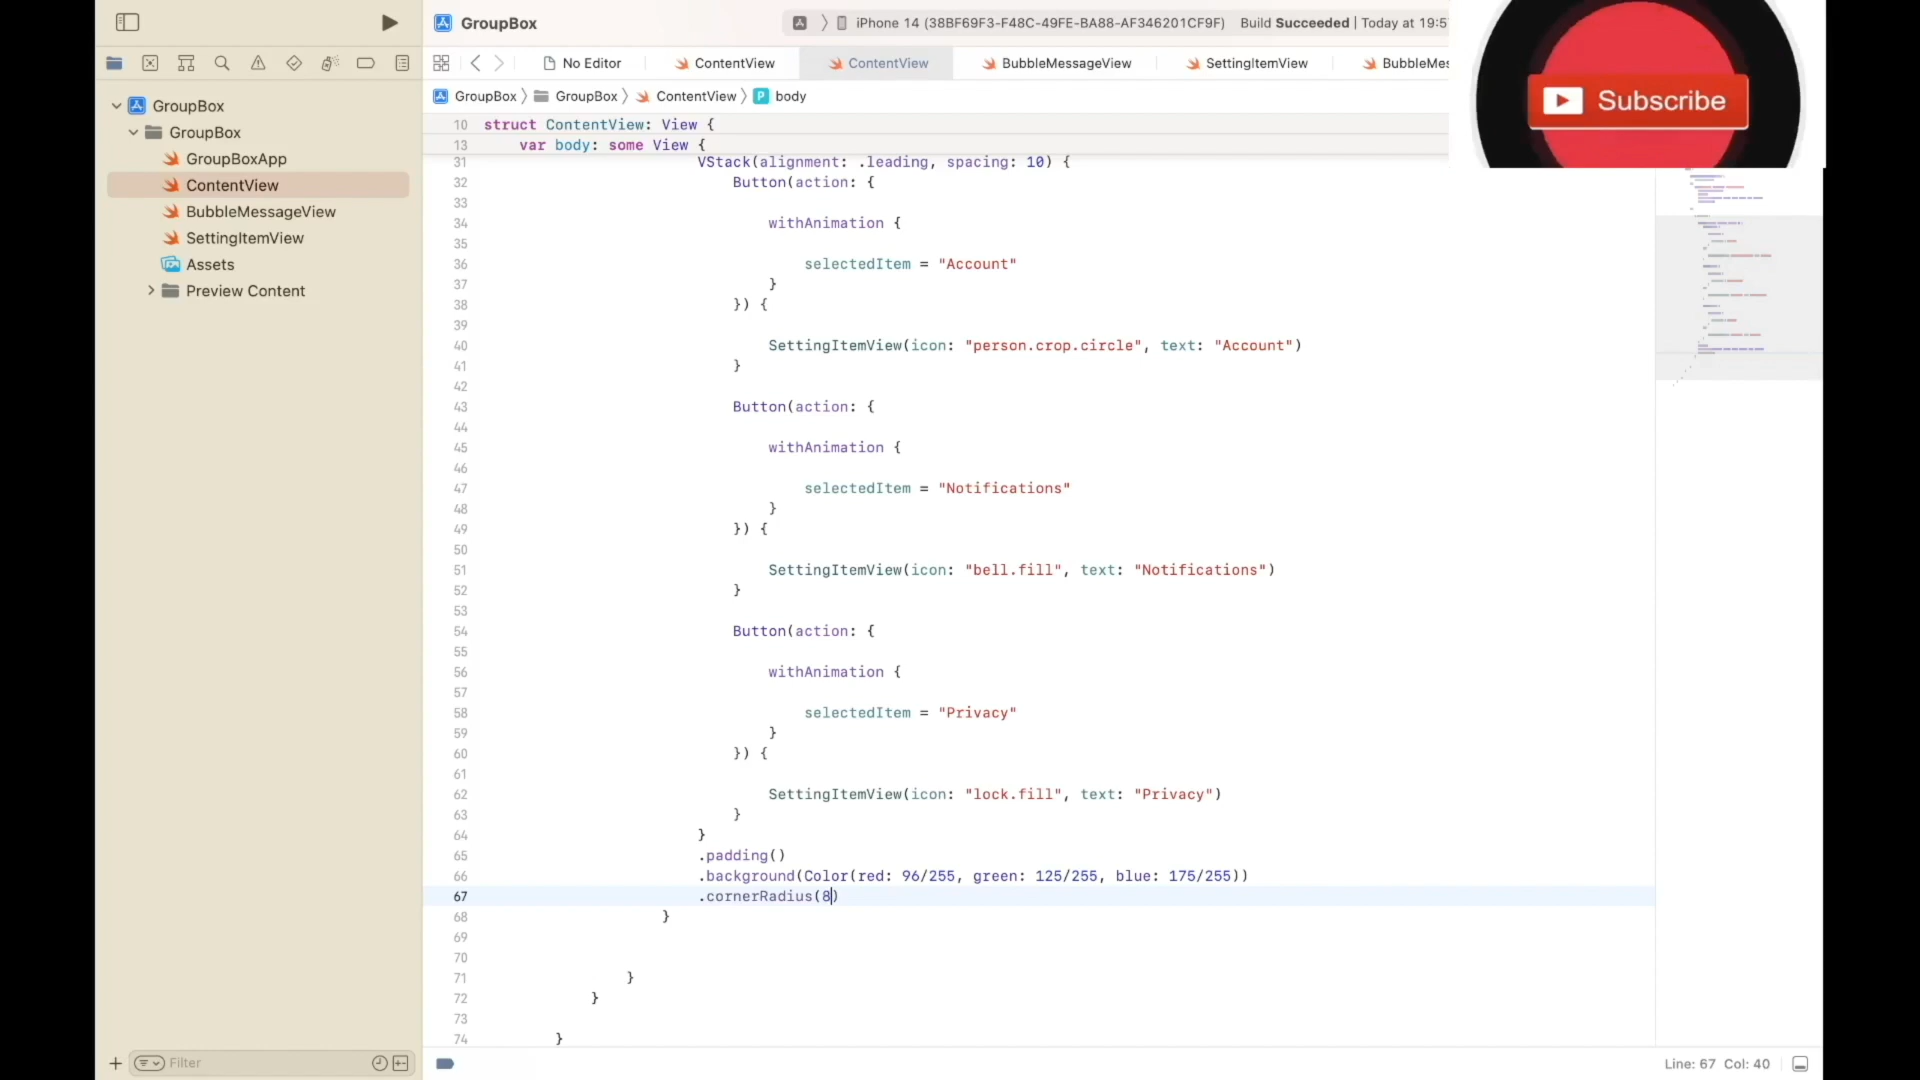 GroupBox
iPhone 14 (38BF69F3-F48C-49FE-BA88-AF346201CF9F) Build Succeeded | Today at 19:5
Subscribe
No Editor ContentView ContentView BubbleMessageView SettingItemView BubbleMes
GroupBox GroupBox ContentView P body
GroupBox
GroupBox
GroupBoxApp
ContentView
BubbleMessageView
SettingItemView
Assets
Preview Content
10 struct ContentView: View {
13 var body: some View {
31 VStack(alignment: .leading, spacing: 10) {
32 Button(action: {
33
34 withAnimation {
35
36 selectedItem = "Account"
37 }
38 }) {
39
40 SettingItemView(icon: "person.crop.circle", text: "Account")
41 }
42
43 Button(action: {
44
45 withAnimation {
46
47 selectedItem = "Notifications"
48 }
49 }) {
50
51 SettingItemView(icon: "bell.fill", text: "Notifications")
52 }
53
54 Button(action: {
55
56 withAnimation {
57
58 selectedItem = "Privacy"
59 }
60 }) {
61
62 SettingItemView(icon: "lock.fill", text: "Privacy")
63 }
64 }
65 .padding()
66 .background(Color(red: 96/255, green: 125/255, blue: 175/255))
67 .cornerRadius(8)
68 }
69
70
71 }
72 }
73
74 }
Filter
Line: 67 Col: 40